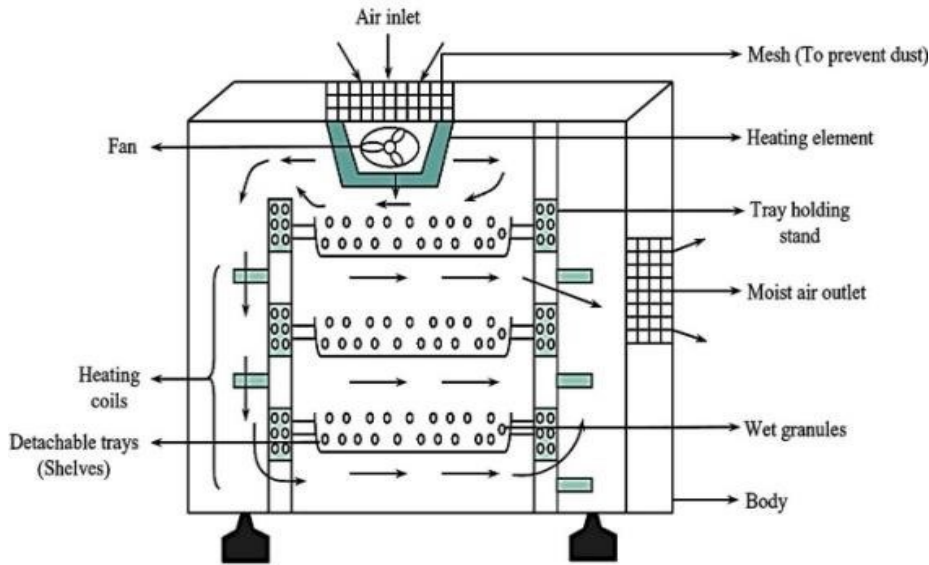 Air inlet
Mesh (To prevent dust)
Fan
Heating element
Tray holding
stand
Moist air outlet
Heating
coils
Detachable trays
(Shelves)
Wet granules
Body